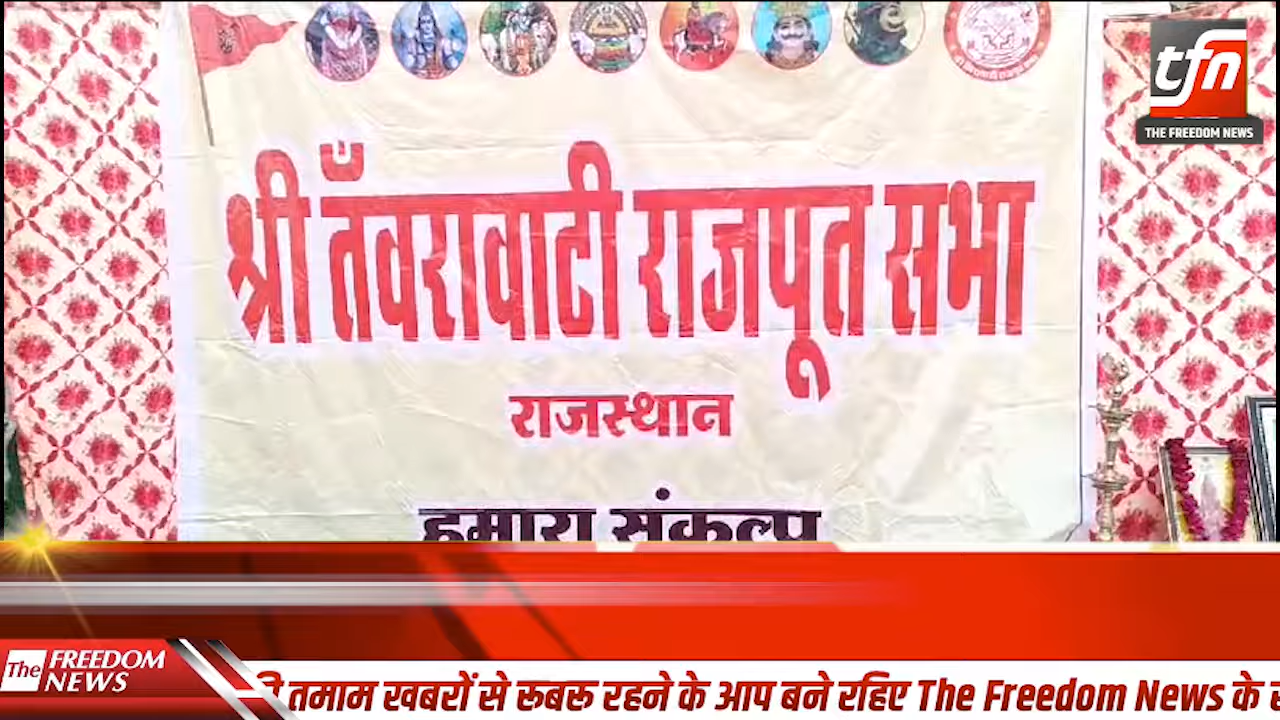 tfn
THE FREEDOM NEWS
श्री तँवरावाटी राजपूत सभा
राजस्थान
हमारा संकल्प
The FREEDOM NEWS
तमाम खबरों से रूबरू रहने के आप बने रहिए The Freedom News के